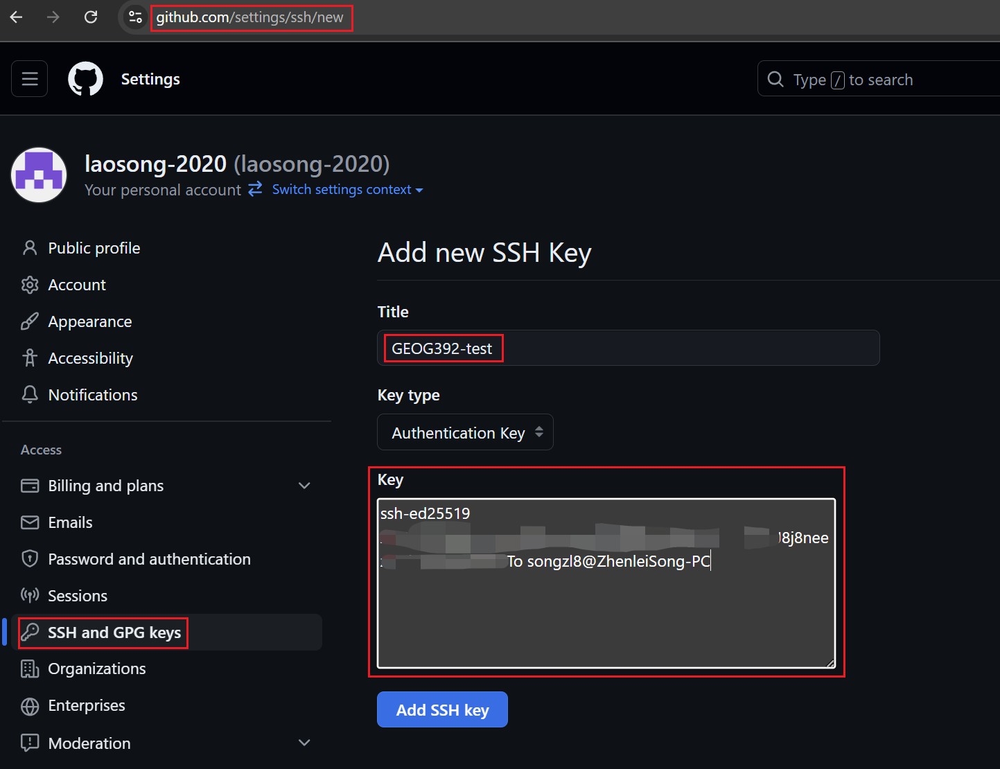 github.com/settings/ssh/new
Settings
Type / to search
laosong-2020 (laosong-2020)
Your personal account Switch settings context
Public profile
Account
Appearance
Accessibility
Notifications
Access
Billing and plans
Emails
Password and authentication
Sessions
SSH and GPG keys
Organizations
Enterprises
Moderation
Add new SSH Key
Title
GEOG392-test
Key type
Authentication Key
Key
ssh-ed25519
8j8nee
To songzl8@ZhenleiSong-PC
Add SSH key